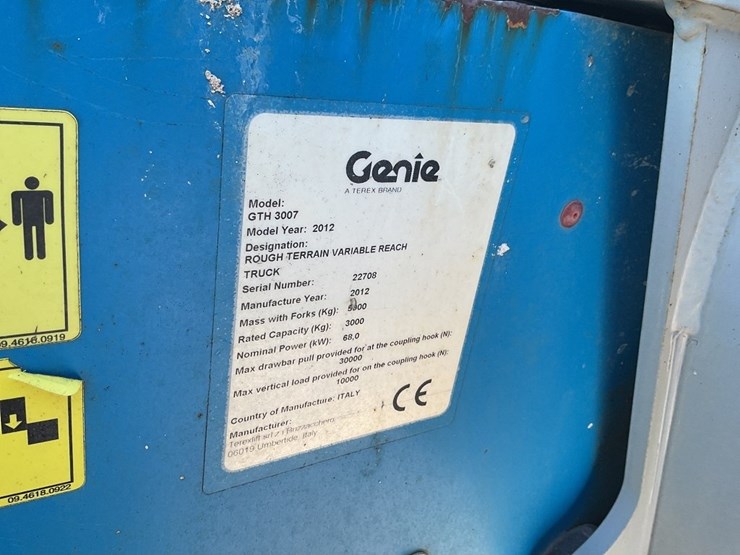 Genie
A TEREX BRAND
Model:
GTH 3007
Model Year: 2012
Designation:
ROUGH TERRAIN VARIABLE REACH
TRUCK
Serial Number: 22708
Manufacture Year: 2012
Mass with Forks (Kg):
Rated Capacity (Kg): 3000
Nominal Power (kW): 68,0
Max drawbar pull provided for at the coupling hook (N):
30000
Max vertical load provided for on the coupling hook (N):
10000
Country of Manufacture: ITALY
Manufacturer:
Terexlift srl
06019 Umbertide, Italy
CE
09.4618.0919
09.4618.0922